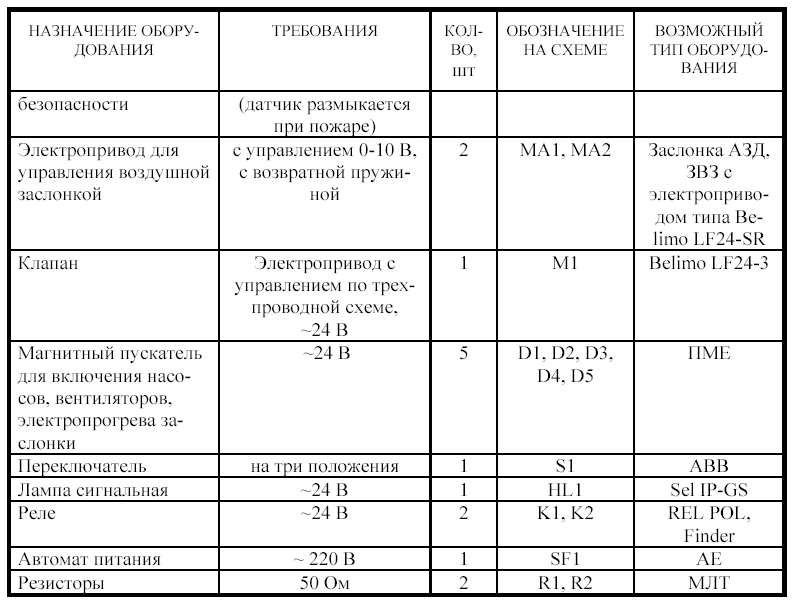 НАЗНАЧЕНИЕ ОБОРУ- ТРЕБОВАНИЯ КОЛ- ОБОЗНАЧЕНИЕ ВОЗМОЖНЫЙ
ДОВАНИЯ ВО, НА СХЕМЕ ТИП ОБОРУДО-
шт ВАНИЯ
безопасности (датчик размыкается
при пожаре)
Электропривод для с управлением 0-10 В, 2 МА1, МА2 Заслонка АЗД,
управления воздушной с возвратной пружи- ЗВЗ с
заслонкой ной электроприво-
дом типа Be-
limo LF24-SR
Клапан Электропривод с 1 М1 Belimo LF24-3
управлением по трех-
проводной схеме,
~24 В
Магнитный пускатель ~24 В 5 D1, D2, D3, ПМЕ
для включения насо- D4, D5
сов, вентиляторов,
электропрогрева за-
слонки
Переключатель на три положения 1 S1 ABB
Лампа сигнальная ~24 В 1 HL1 Sel IP-GS
Реле ~24 В 2 K1, K2 REL POL,
Finder
Автомат питания ~ 220 В 1 SF1 АЕ
Резисторы 50 Ом 2 R1, R2 МЛТ